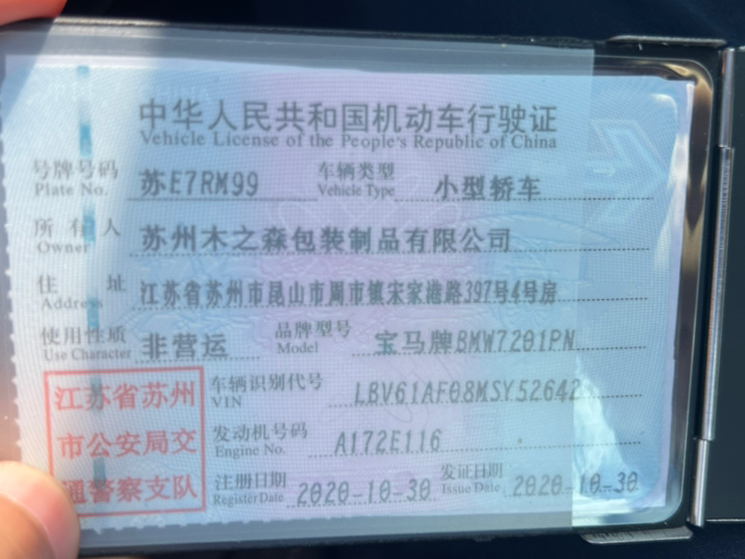 中华人民共和国机动车行驶证
Vehicle License of the People's Republic of China
号牌号码 苏E7RM99 车辆类型 小型轿车
Plate No. Vehicle Type
所有人 苏州木之森包装制品有限公司
Owner
住址 江苏省苏州市昆山市周市镇宋家港路397号4号房
Address
使用性质 非营运 品牌型号 宝马牌BMW7201PN
Use Character Model
江苏省苏州 车辆识别代号 LBV61AF08MSY52642
VIN
市公安局交 发动机号码 A172E116
Engine No.
通警察支队 注册日期 2020-10-30 发证日期 2020-10-30
Register Date Issue Date